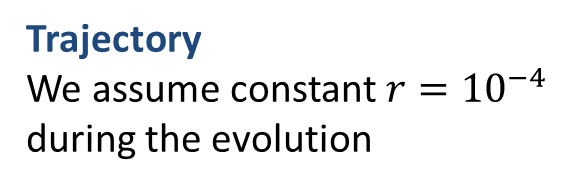 Trajectory
We assume constant r = 10⁻⁴
during the evolution